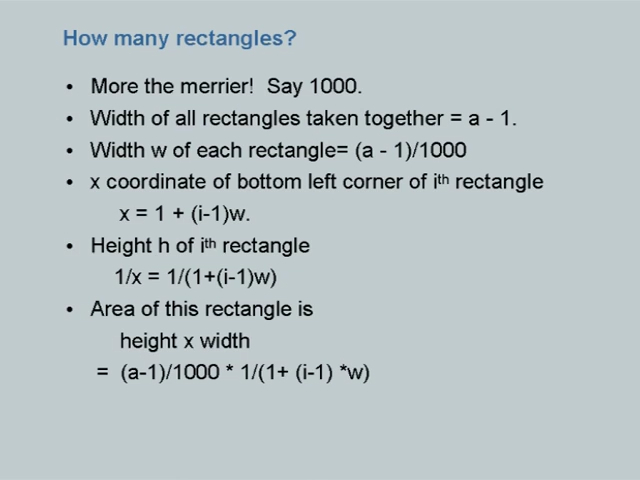 How many rectangles?
• More the merrier!  Say 1000.
• Width of all rectangles taken together = a - 1.
• Width w of each rectangle= (a - 1)/1000
• x coordinate of bottom left corner of iᵗʰ rectangle
x = 1 + (i-1)w.
• Height h of iᵗʰ rectangle
1/x = 1/(1+(i-1)w)
• Area of this rectangle is
height x width
=  (a-1)/1000 * 1/(1+ (i-1) *w)